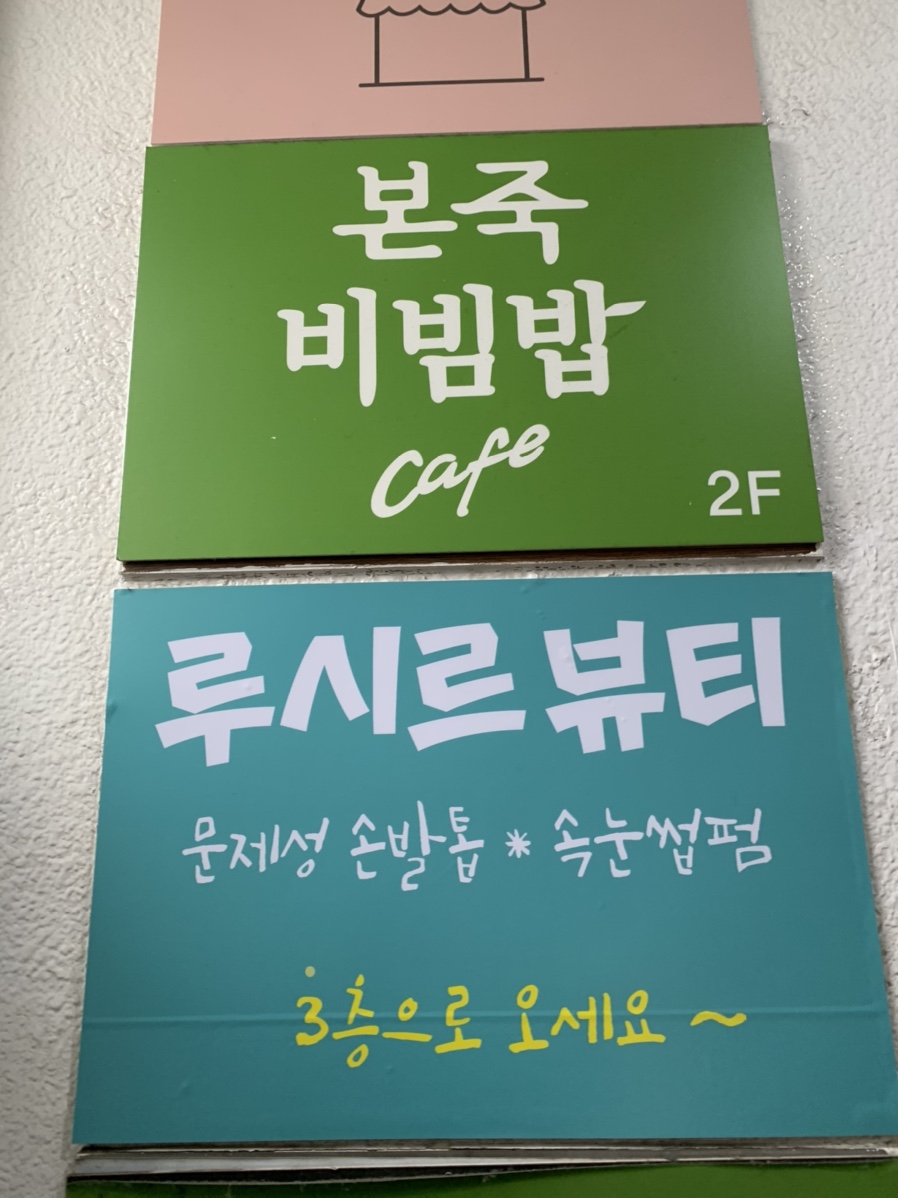 본죽
비빔밥
cafe
2F
루시르 뷰티
문제성 손발톱 * 속눈썹펌
3층으로 오세요~